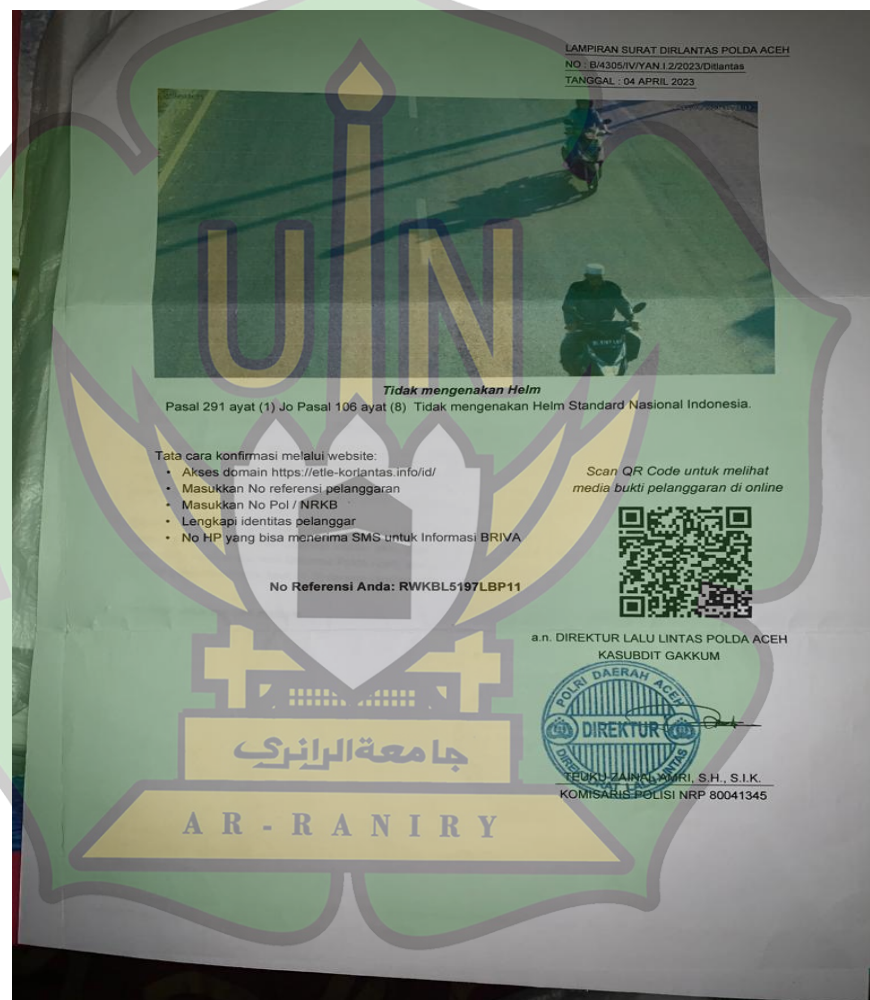 LAMPIRAN SURAT DIRLANTAS POLDA ACEH
NO : B/4305/IV/YAN.I.2/2023/Ditlantas
TANGGAL : 04 APRIL 2023
UIN
Tidak mengenakan Helm
Pasal 291 ayat (1) Jo Pasal 106 ayat (8) Tidak mengenakan Helm Standard Nasional Indonesia.
Tata cara konfirmasi melalui website:
• Akses domain https://etle-korlantas.info/id/
• Masukkan No referensi pelanggaran
• Masukkan No Pol / NRKB
• Lengkapi identitas pelanggar
• No HP yang bisa menerima SMS untuk Informasi BRIVA
No Referensi Anda: RWKBL5197LBP11
Scan QR Code untuk melihat
media bukti pelanggaran di online
a.n. DIREKTUR LALU LINTAS POLDA ACEH
KASUBDIT GAKKUM
POLRI DAERAH ACEH
DIREKTUR
LALU LINTAS
TEUKU ZAINAL AMRI, S.H., S.I.K.
KOMISARIS POLISI NRP 80041345
جامعةالرانري
AR-RANIRY